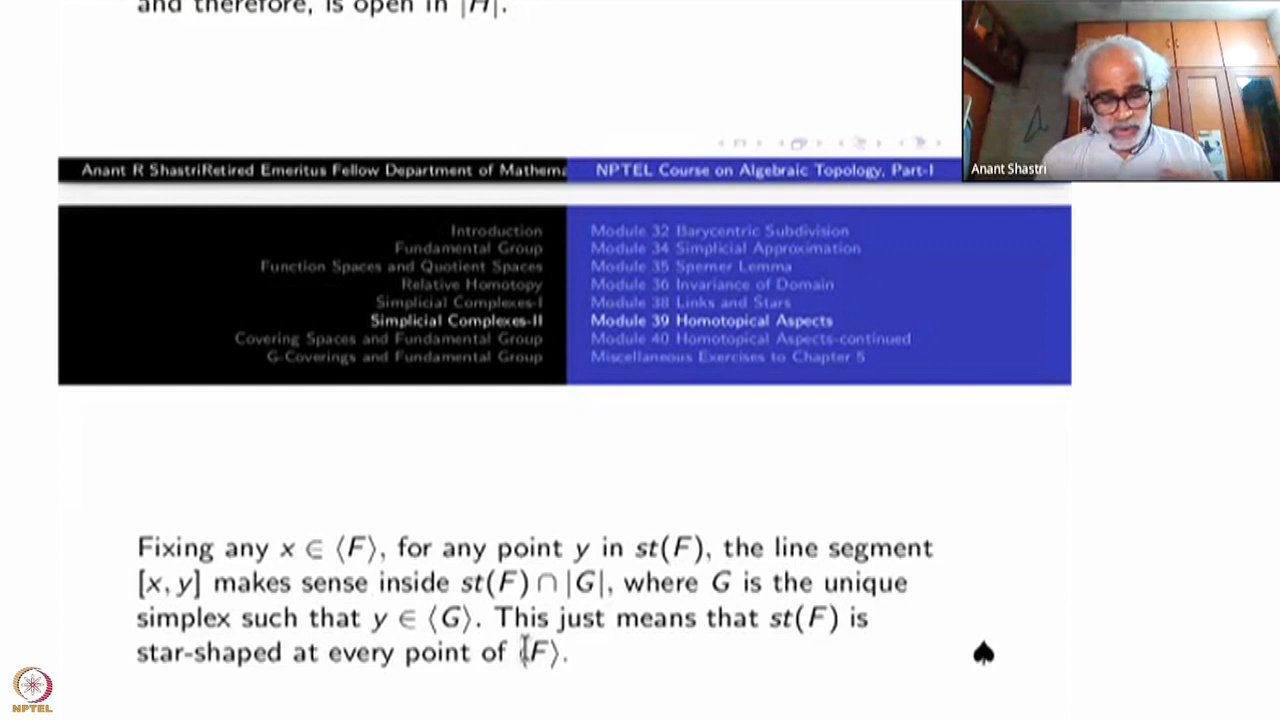 and therefore, is open in |H|.
Anant Shastri
Anant R ShastriRetired Emeritus Fellow Department of Mathema
NPTEL Course on Algebraic Topology, Part-I
Introduction
Fundamental Group
Function Spaces and Quotient Spaces
Relative Homotopy
Simplicial Complexes-I
Simplicial Complexes-II
Covering Spaces and Fundamental Group
G-Coverings and Fundamental Group
Module 32 Barycentric Subdivision
Module 34 Simplicial Approximation
Module 35 Sperner Lemma
Module 36 Invariance of Domain
Module 38 Links and Stars
Module 39 Homotopical Aspects
Module 40 Homotopical Aspects-continued
Miscellaneous Exercises to Chapter 5
Fixing any x ∈ ⟨F⟩, for any point y in st(F), the line segment
[x, y] makes sense inside st(F) ∩ |G|, where G is the unique
simplex such that y ∈ ⟨G⟩. This just means that st(F) is
star-shaped at every point of ⟨F⟩.
NPTEL